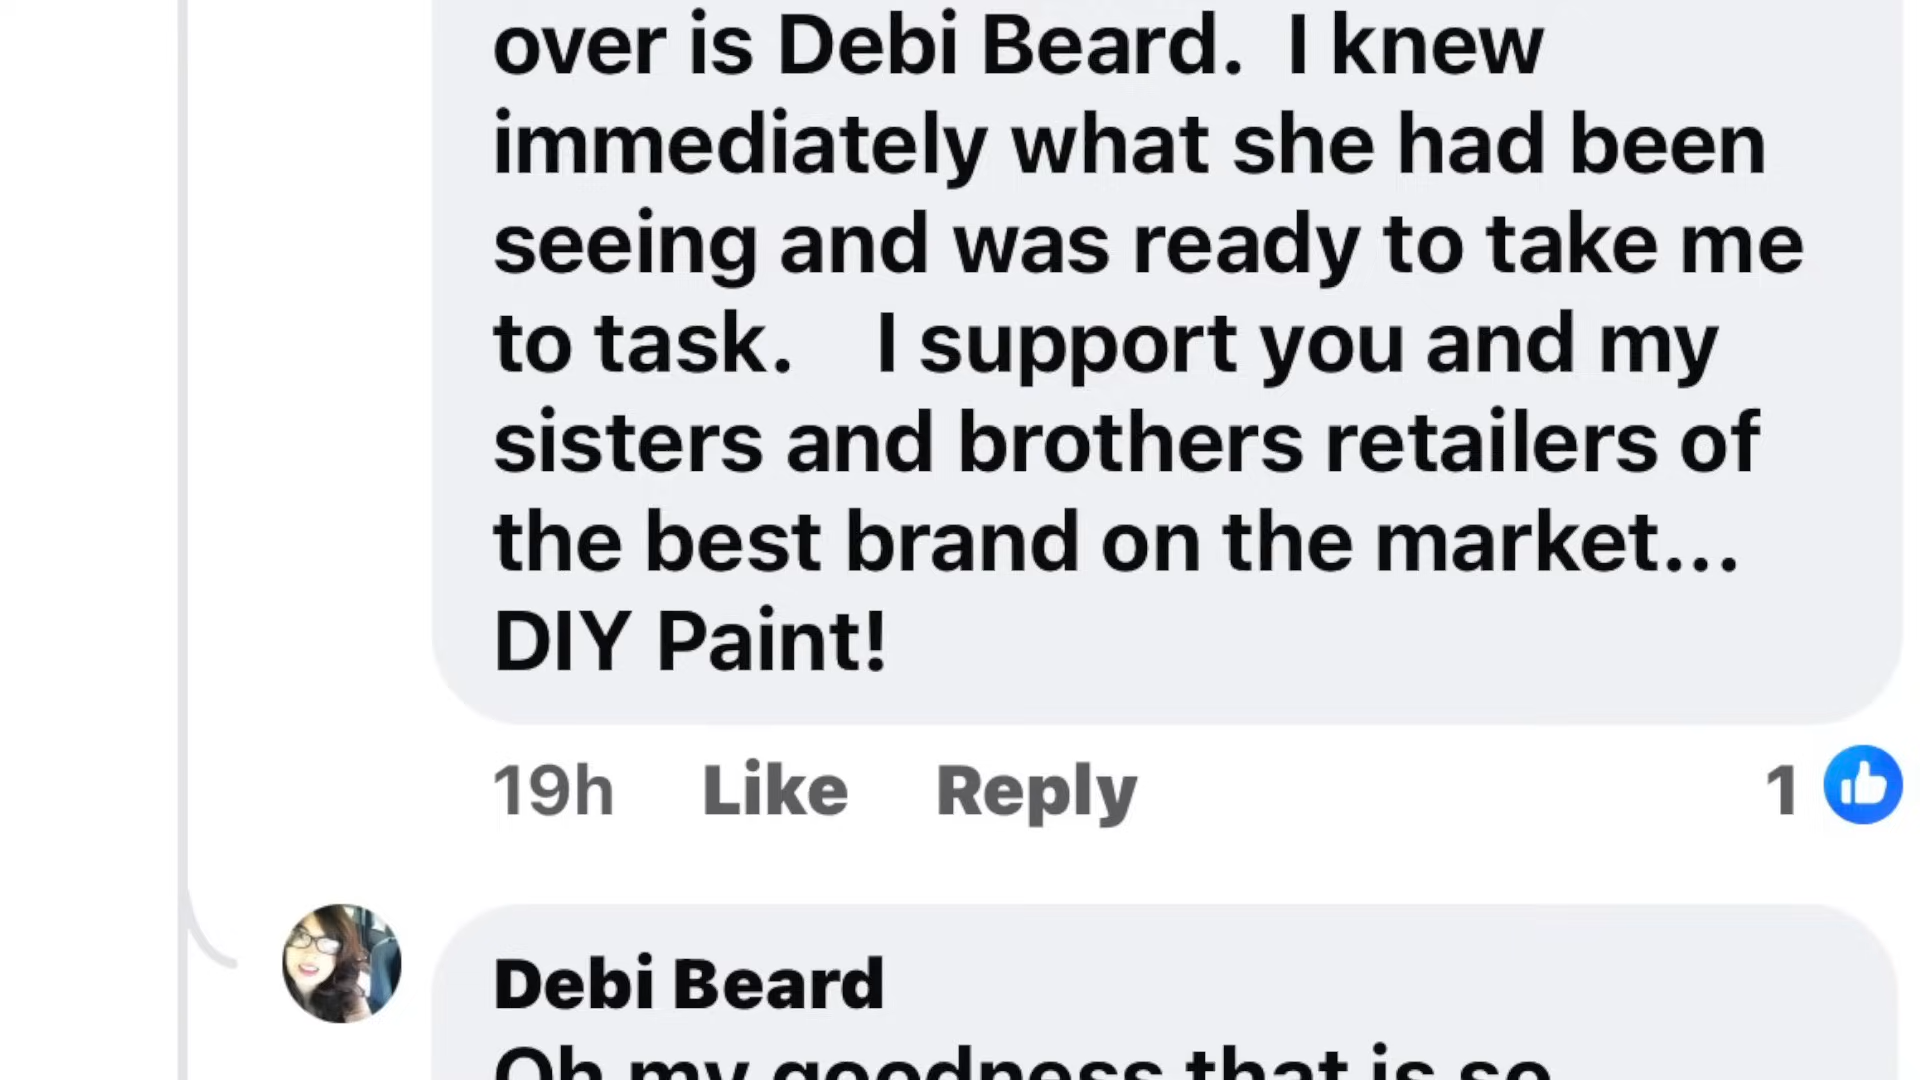 over is Debi Beard.  I knew
immediately what she had been
seeing and was ready to take me
to task.    I support you and my
sisters and brothers retailers of
the best brand on the market...
DIY Paint!
19h Like Reply 1
Debi Beard
Oh my goodness that is so